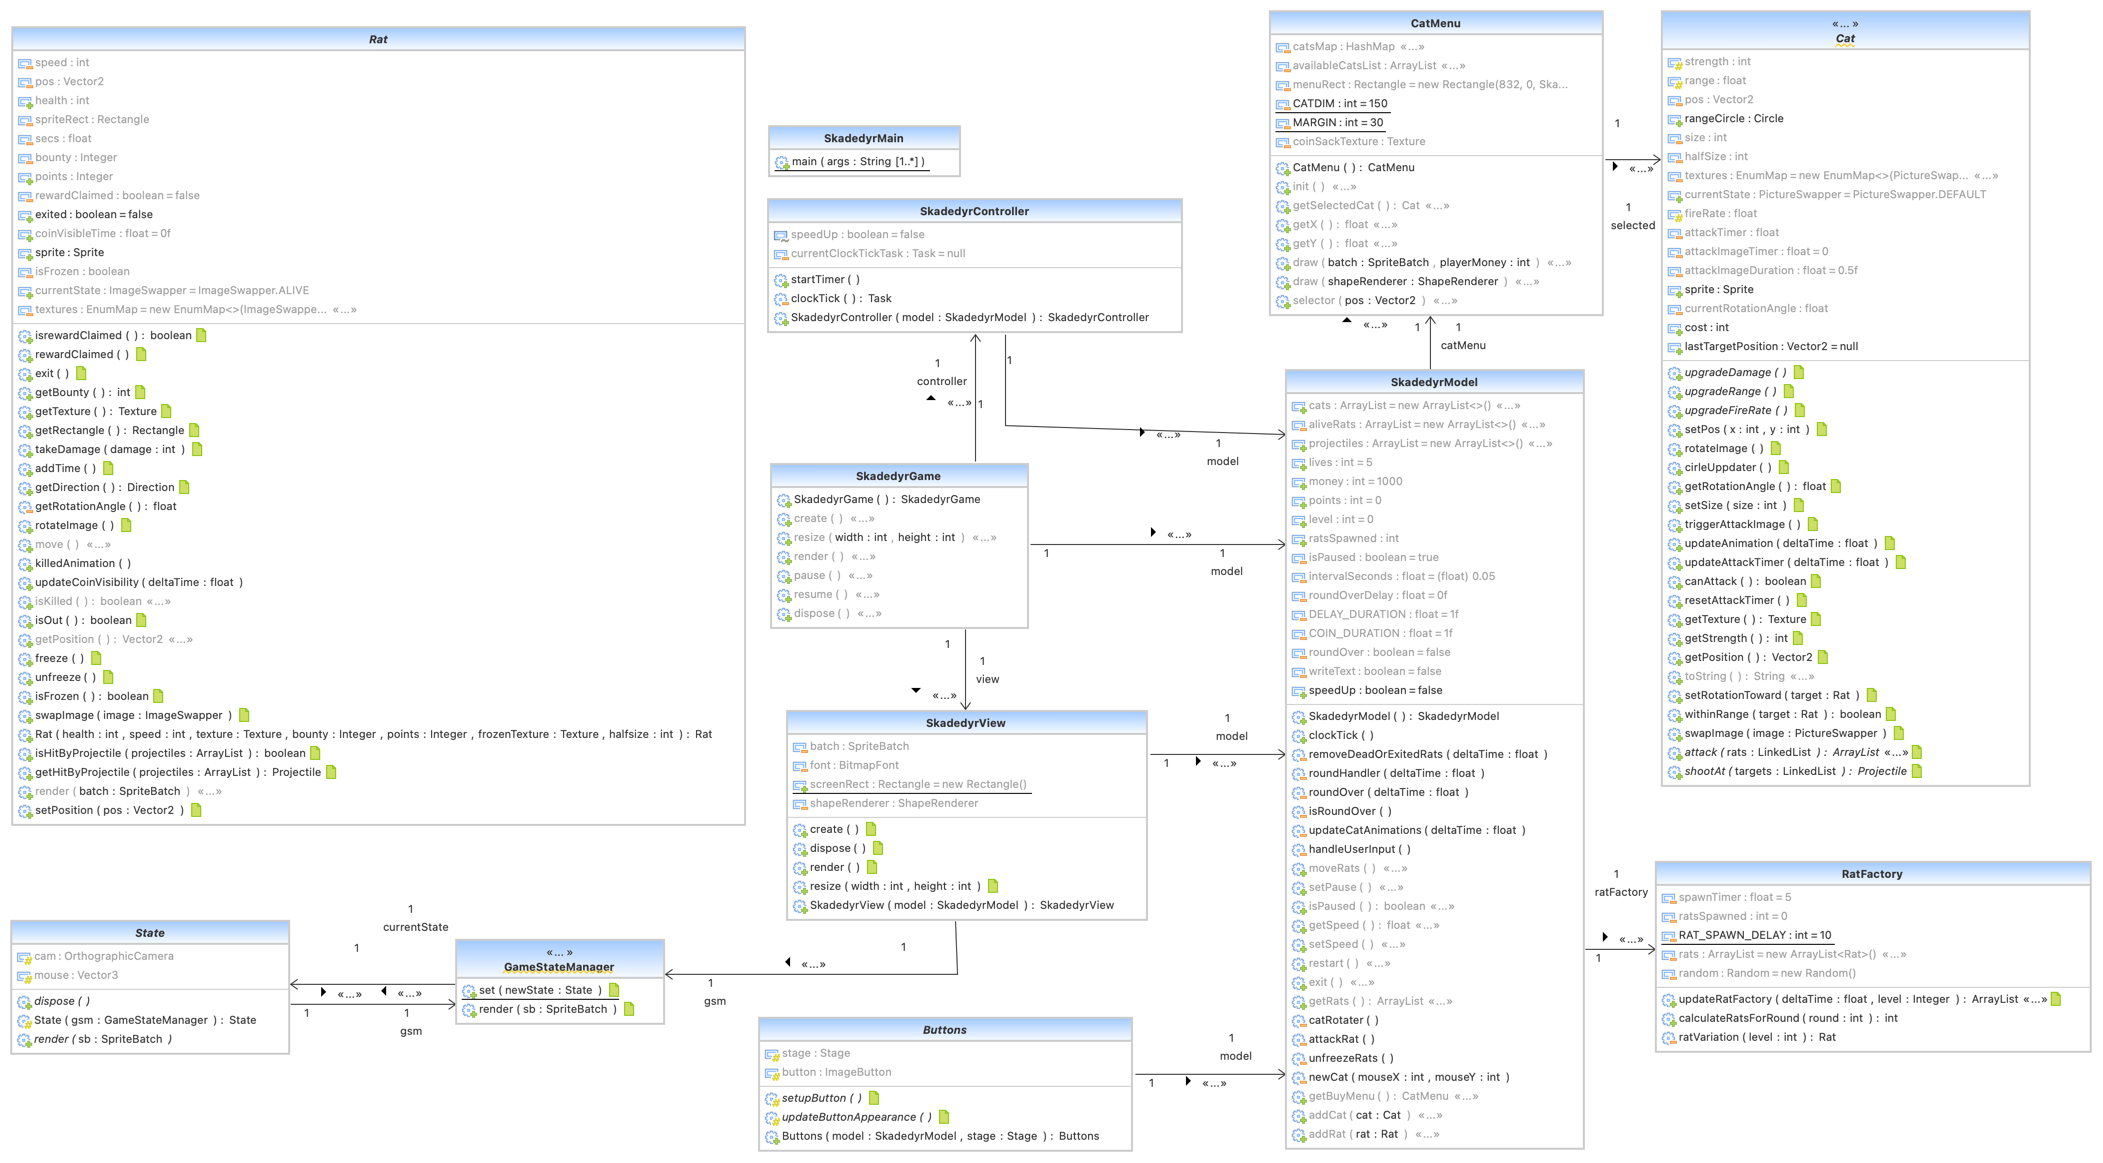 Rat
speed : int
pos : Vector2
health : int
spriteRect : Rectangle
secs : float
bounty : Integer
points : Integer
rewardClaimed : boolean = false
exited : boolean = false
coinVisibleTime : float = 0f
sprite : Sprite
isFrozen : boolean
currentState : ImageSwapper = ImageSwapper.ALIVE
textures : EnumMap = new EnumMap<>(ImageSwappe... «...»
isrewardClaimed ( ) : boolean
rewardClaimed ( )
exit ( )
getBounty ( ) : int
getTexture ( ) : Texture
getRectangle ( ) : Rectangle
takeDamage ( damage : int )
addTime ( )
getDirection ( ) : Direction
getRotationAngle ( ) : float
rotateImage ( )
move ( ) «...»
killedAnimation ( )
updateCoinVisibility ( deltaTime : float )
isKilled ( ) : boolean «...»
isOut ( ) : boolean
getPosition ( ) : Vector2 «...»
freeze ( )
unfreeze ( )
isFrozen ( ) : boolean
swapImage ( image : ImageSwapper )
Rat ( health : int , speed : int , texture : Texture , bounty : Integer , points : Integer , frozenTexture : Texture , halfsize : int ) : Rat
isHitByProjectile ( projectiles : ArrayList ) : boolean
getHitByProjectile ( projectiles : ArrayList ) : Projectile
render ( batch : SpriteBatch ) «...»
setPosition ( pos : Vector2 )
SkadedyrMain
main ( args : String [1..*] )
SkadedyrController
speedUp : boolean = false
currentClockTickTask : Task = null
startTimer ( )
clockTick ( ) : Task
SkadedyrController ( model : SkadedyrModel ) : SkadedyrController
1
controller
«...» 1
1
«...»
1
model
SkadedyrGame
SkadedyrGame ( ) : SkadedyrGame
create ( ) «...»
resize ( width : int , height : int ) «...»
render ( ) «...»
pause ( ) «...»
resume ( ) «...»
dispose ( ) «...»
«...»
1
1
model
1
1
view
«...»
SkadedyrView
batch : SpriteBatch
font : BitmapFont
screenRect : Rectangle = new Rectangle()
shapeRenderer : ShapeRenderer
create ( )
dispose ( )
render ( )
resize ( width : int , height : int )
SkadedyrView ( model : SkadedyrModel ) : SkadedyrView
1
model
1 «...»
1
«...»
1
gsm
State
cam : OrthographicCamera
mouse : Vector3
dispose ( )
State ( gsm : GameStateManager ) : State
render ( sb : SpriteBatch )
1
currentState
1
«...» «...»
1
1
gsm
«... »
GameStateManager
set ( newState : State )
render ( sb : SpriteBatch )
Buttons
stage : Stage
button : ImageButton
setupButton ( )
updateButtonAppearance ( )
Buttons ( model : SkadedyrModel , stage : Stage ) : Buttons
1
model
1 «...»
CatMenu
catsMap : HashMap «...»
availableCatsList : ArrayList «...»
menuRect : Rectangle = new Rectangle(832, 0, Ska...
CATDIM : int = 150
MARGIN : int = 30
coinSackTexture : Texture
CatMenu ( ) : CatMenu
init ( ) «...»
getSelectedCat ( ) : Cat «...»
getX ( ) : float «...»
getY ( ) : float «...»
draw ( batch : SpriteBatch , playerMoney : int ) «...»
draw ( shapeRenderer : ShapeRenderer ) «...»
selector ( pos : Vector2 ) «...»
«...» 1 1
catMenu
1
«...»
1
selected
SkadedyrModel
cats : ArrayList = new ArrayList<>() «...»
aliveRats : ArrayList = new ArrayList<>() «...»
projectiles : ArrayList = new ArrayList<>() «...»
lives : int = 5
money : int = 1000
points : int = 0
level : int = 0
ratsSpawned : int
isPaused : boolean = true
intervalSeconds : float = (float) 0.05
roundOverDelay : float = 0f
DELAY_DURATION : float = 1f
COIN_DURATION : float = 1f
roundOver : boolean = false
writeText : boolean = false
speedUp : boolean = false
SkadedyrModel ( ) : SkadedyrModel
clockTick ( )
removeDeadOrExitedRats ( deltaTime : float )
roundHandler ( deltaTime : float )
roundOver ( deltaTime : float )
isRoundOver ( )
updateCatAnimations ( deltaTime : float )
handleUserInput ( )
moveRats ( ) «...»
setPause ( ) «...»
isPaused ( ) : boolean «...»
getSpeed ( ) : float «...»
setSpeed ( ) «...»
restart ( ) «...»
exit ( ) «...»
getRats ( ) : ArrayList «...»
catRotater ( )
attackRat ( )
unfreezeRats ( )
newCat ( mouseX : int , mouseY : int )
getBuyMenu ( ) : CatMenu «...»
addCat ( cat : Cat ) «...»
addRat ( rat : Rat ) «...»
«... »
Cat
strength : int
range : float
pos : Vector2
rangeCircle : Circle
size : int
halfSize : int
textures : EnumMap = new EnumMap<>(PictureSwap... «...»
currentState : PictureSwapper = PictureSwapper.DEFAULT
fireRate : float
attackTimer : float
attackImageTimer : float = 0
attackImageDuration : float = 0.5f
sprite : Sprite
currentRotationAngle : float
cost : int
lastTargetPosition : Vector2 = null
upgradeDamage ( )
upgradeRange ( )
upgradeFireRate ( )
setPos ( x : int , y : int )
rotateImage ( )
cirleUppdater ( )
getRotationAngle ( ) : float
setSize ( size : int )
triggerAttackImage ( )
updateAnimation ( deltaTime : float )
updateAttackTimer ( deltaTime : float )
canAttack ( ) : boolean
resetAttackTimer ( )
getTexture ( ) : Texture
getStrength ( ) : int
getPosition ( ) : Vector2
toString ( ) : String «...»
setRotationToward ( target : Rat )
withinRange ( target : Rat ) : boolean
swapImage ( image : PictureSwapper )
attack ( rats : LinkedList ) : ArrayList «...»
shootAt ( targets : LinkedList ) : Projectile
1
ratFactory
«...»
1
RatFactory
spawnTimer : float = 5
ratsSpawned : int = 0
RAT_SPAWN_DELAY : int = 10
rats : ArrayList = new ArrayList<Rat>() «...»
random : Random = new Random()
updateRatFactory ( deltaTime : float , level : Integer ) : ArrayList «...»
calculateRatsForRound ( round : int ) : int
ratVariation ( level : int ) : Rat